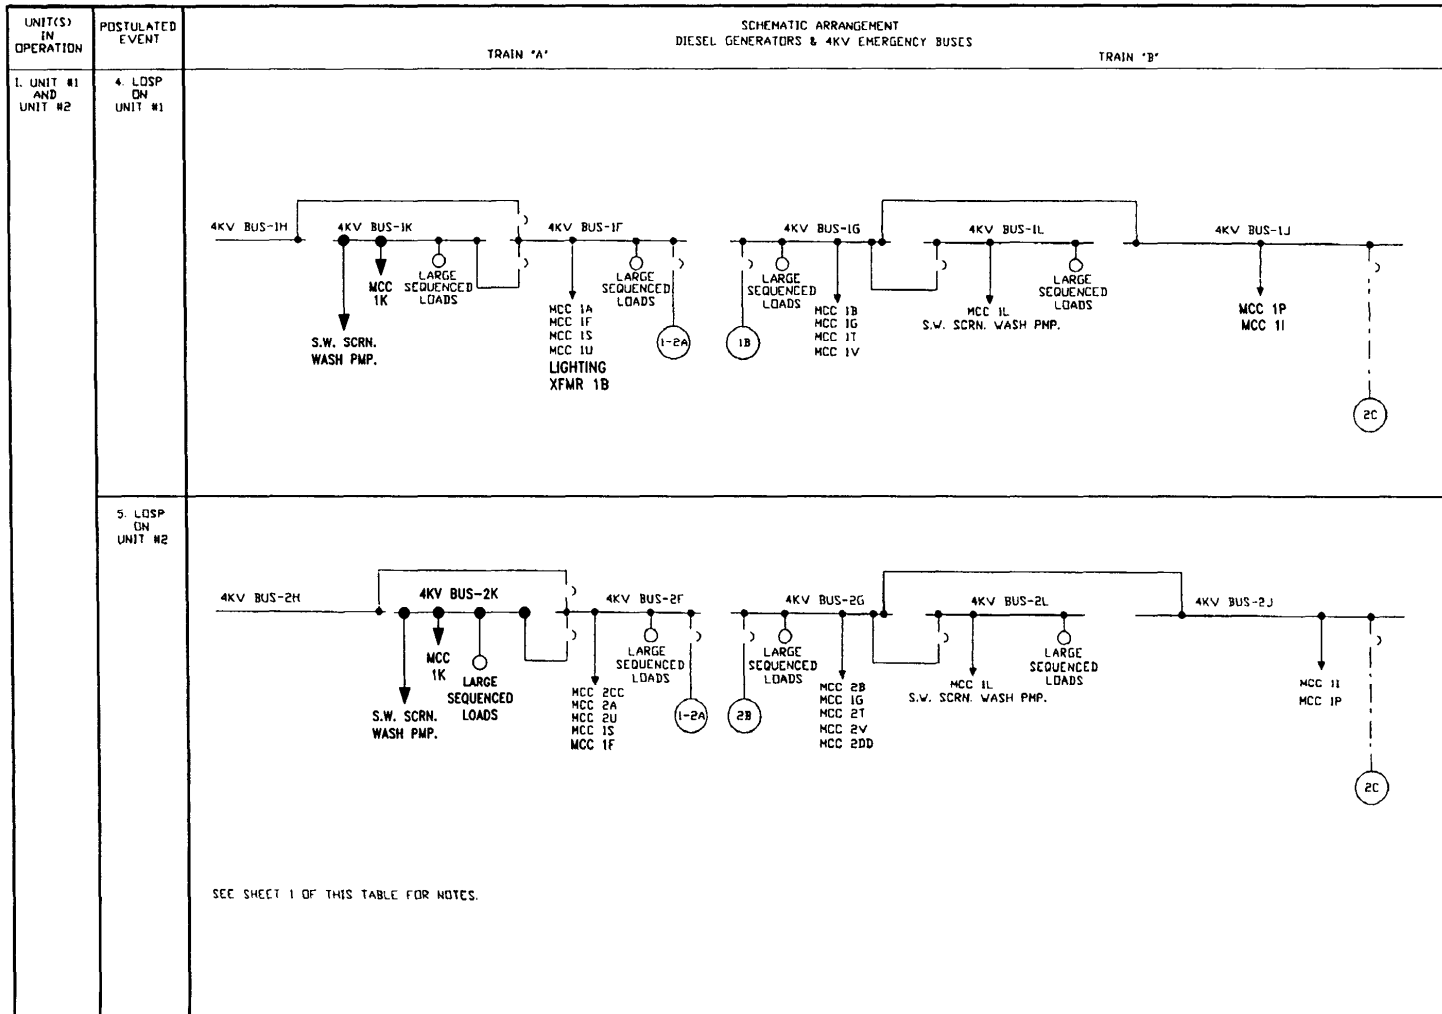 UNIT(S)
IN
OPERATION
POSTULATED
EVENT
SCHEMATIC ARRANGEMENT
DIESEL GENERATORS & 4KV EMERGENCY BUSES
TRAIN "A"
TRAIN "B"
1. UNIT #1
AND
UNIT #2
4. LOSP
ON
UNIT #1
4KV BUS-1H
4KV BUS-1K
4KV BUS-1F
4KV BUS-1G
4KV BUS-1L
4KV BUS-1J
MCC
1K
LARGE
SEQUENCED
LOADS
S.W. SCRN.
WASH PMP.
MCC 1A
MCC 1F
MCC 1S
MCC 1U
LIGHTING
XFMR 1B
LARGE
SEQUENCED
LOADS
1-2A
1B
LARGE
SEQUENCED
LOADS
MCC 1B
MCC 1G
MCC 1T
MCC 1V
MCC 1L
S.W. SCRN. WASH PMP.
LARGE
SEQUENCED
LOADS
MCC 1P
MCC 1I
2C
5. LOSP
ON
UNIT #2
4KV BUS-2H
4KV BUS-2K
4KV BUS-2F
4KV BUS-2G
4KV BUS-2L
4KV BUS-2J
S.W. SCRN.
WASH PMP.
MCC
1K
LARGE
SEQUENCED
LOADS
MCC 2CC
MCC 2A
MCC 2U
MCC 1S
MCC 1F
LARGE
SEQUENCED
LOADS
1-2A
2B
LARGE
SEQUENCED
LOADS
MCC 2B
MCC 1G
MCC 2T
MCC 2V
MCC 2DD
MCC 1L
S.W. SCRN. WASH PMP.
LARGE
SEQUENCED
LOADS
MCC 1I
MCC 1P
2C
SEE SHEET 1 OF THIS TABLE FOR NOTES.